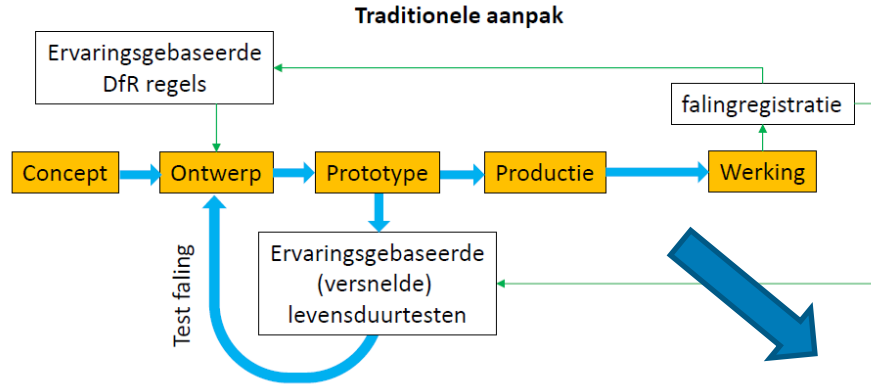 Traditionele aanpak
Ervaringsgebaseerde
DfR regels
falingregistratie
Concept
Ontwerp
Prototype
Productie
Werking
Test faling
Ervaringsgebaseerde
(versnelde)
levensduurtesten